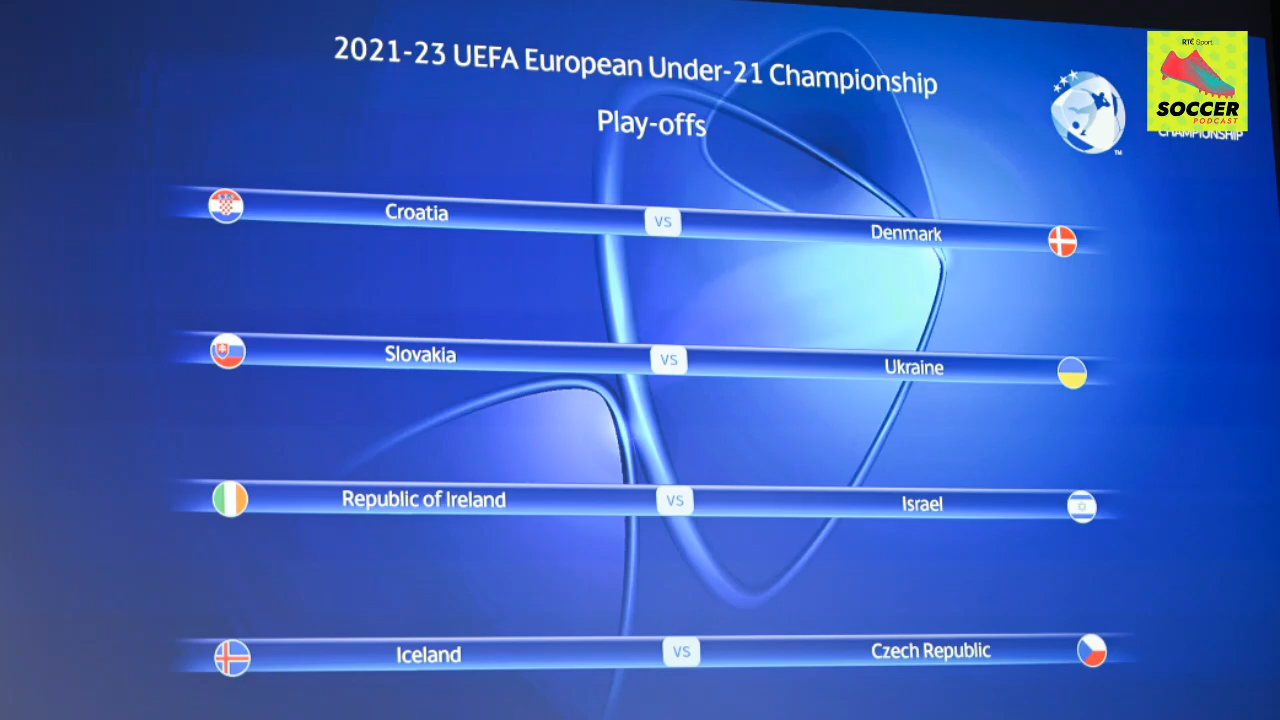 2021-23 UEFA European Under-21 Championship
Play-offs
RTÉ Sport
SOCCER
PODCAST
CHAMPIONSHIP
TM
Croatia VS Denmark
Slovakia VS Ukraine
Republic of Ireland VS Israel
Iceland VS Czech Republic